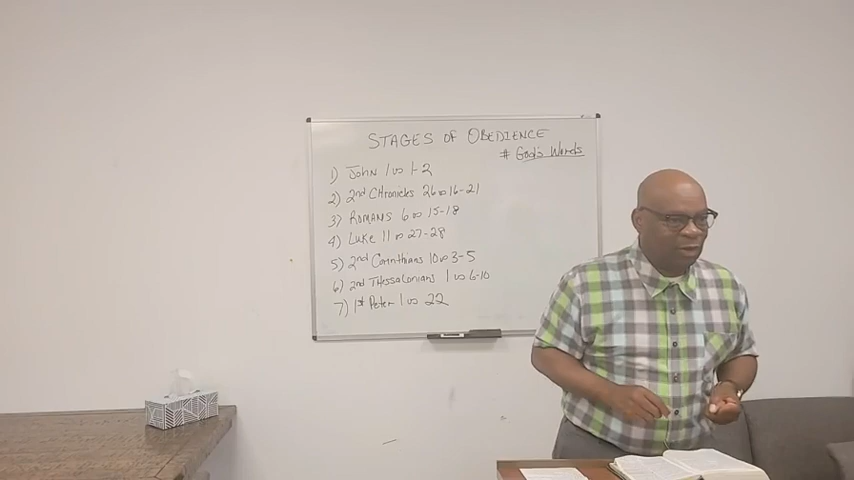 STAGES OF OBEDIENCE
# God's Words
1) John 1 vs 1-2
2) 2nd Chronicles 26 vs 16-21
3) Romans 6 vs 15-18
4) Luke 11 vs 27-28
5) 2nd Corinthians 10 vs 3-5
6) 2nd Thessalonians 1 vs 6-10
7) 1st Peter 1 vs 22